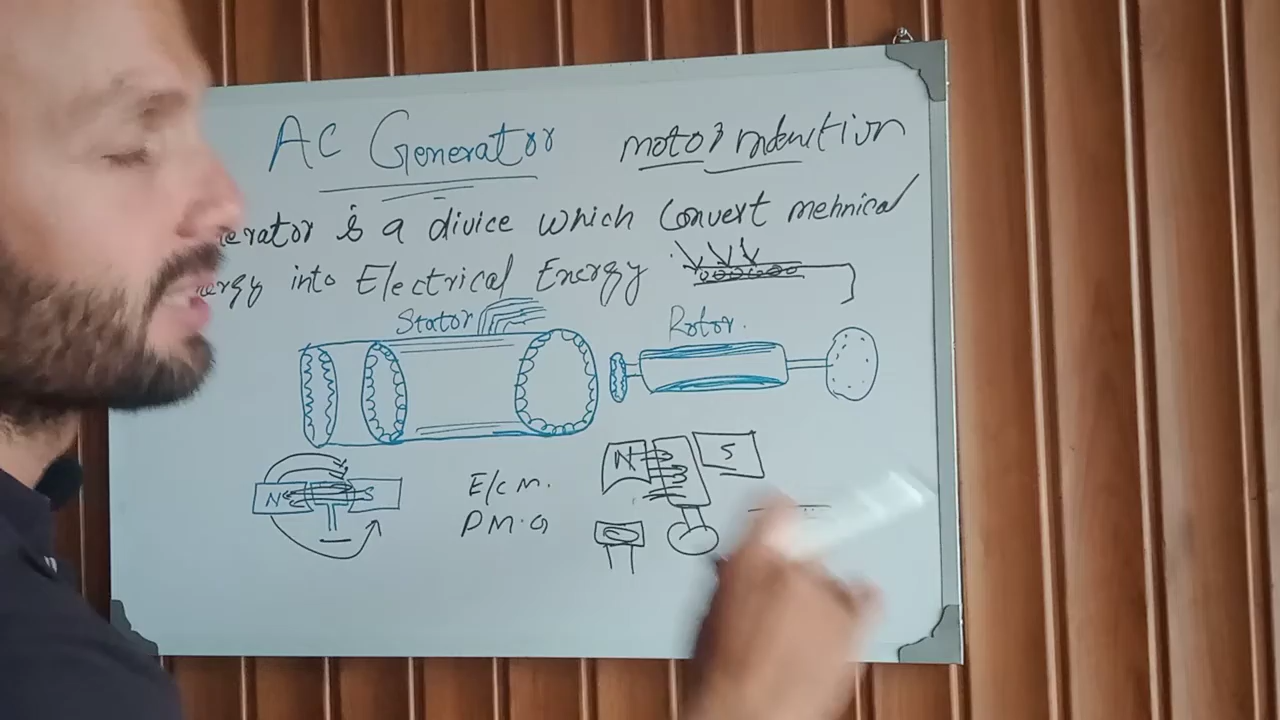 AC Generator motor induction
erator is a divice which Convert mehnical
ergy into Electrical Energy
Stator
Rotor.
N S
N S
E/c M.
P.M.G